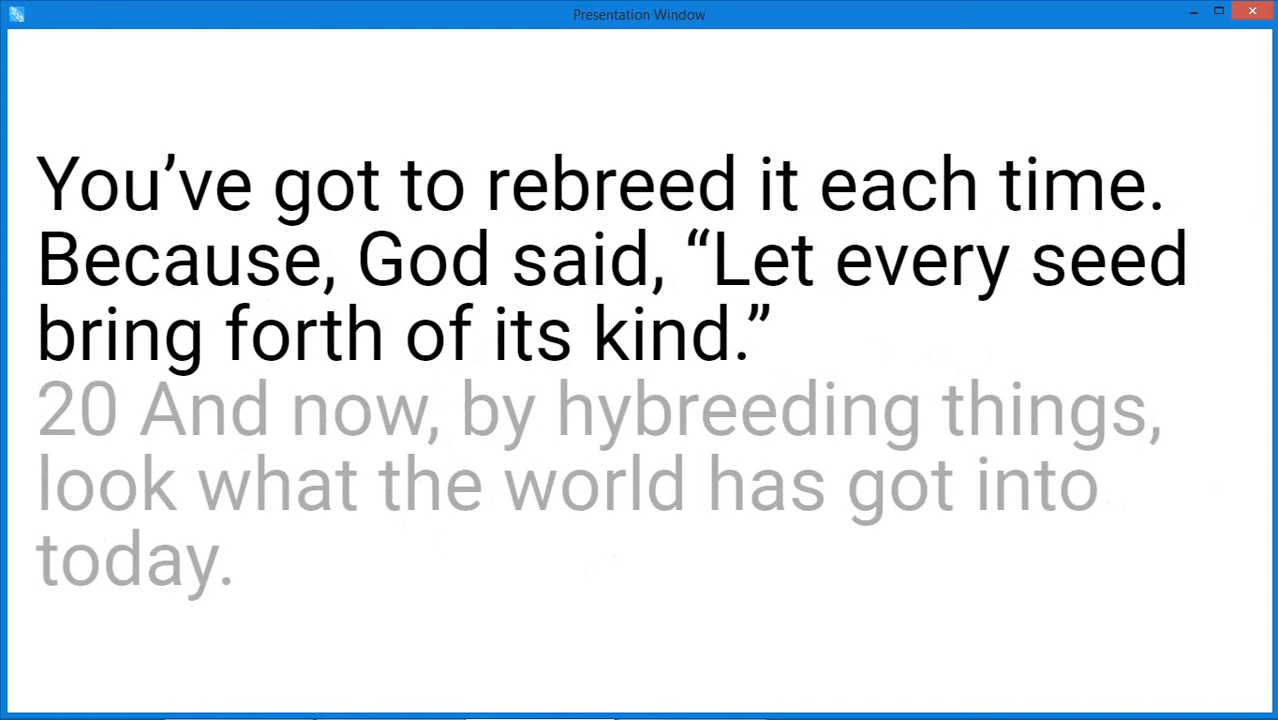 Presentation Window
You’ve got to rebreed it each time.
Because, God said, “Let every seed
bring forth of its kind.”
20 And now, by hybreeding things,
look what the world has got into
today.